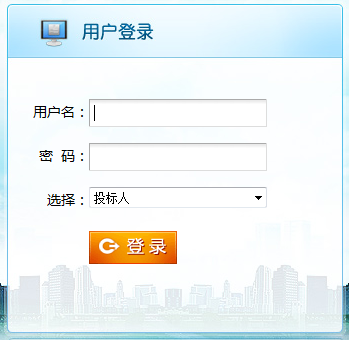 用户登录
用户名：
密 码：
选择： 投标人
登 录